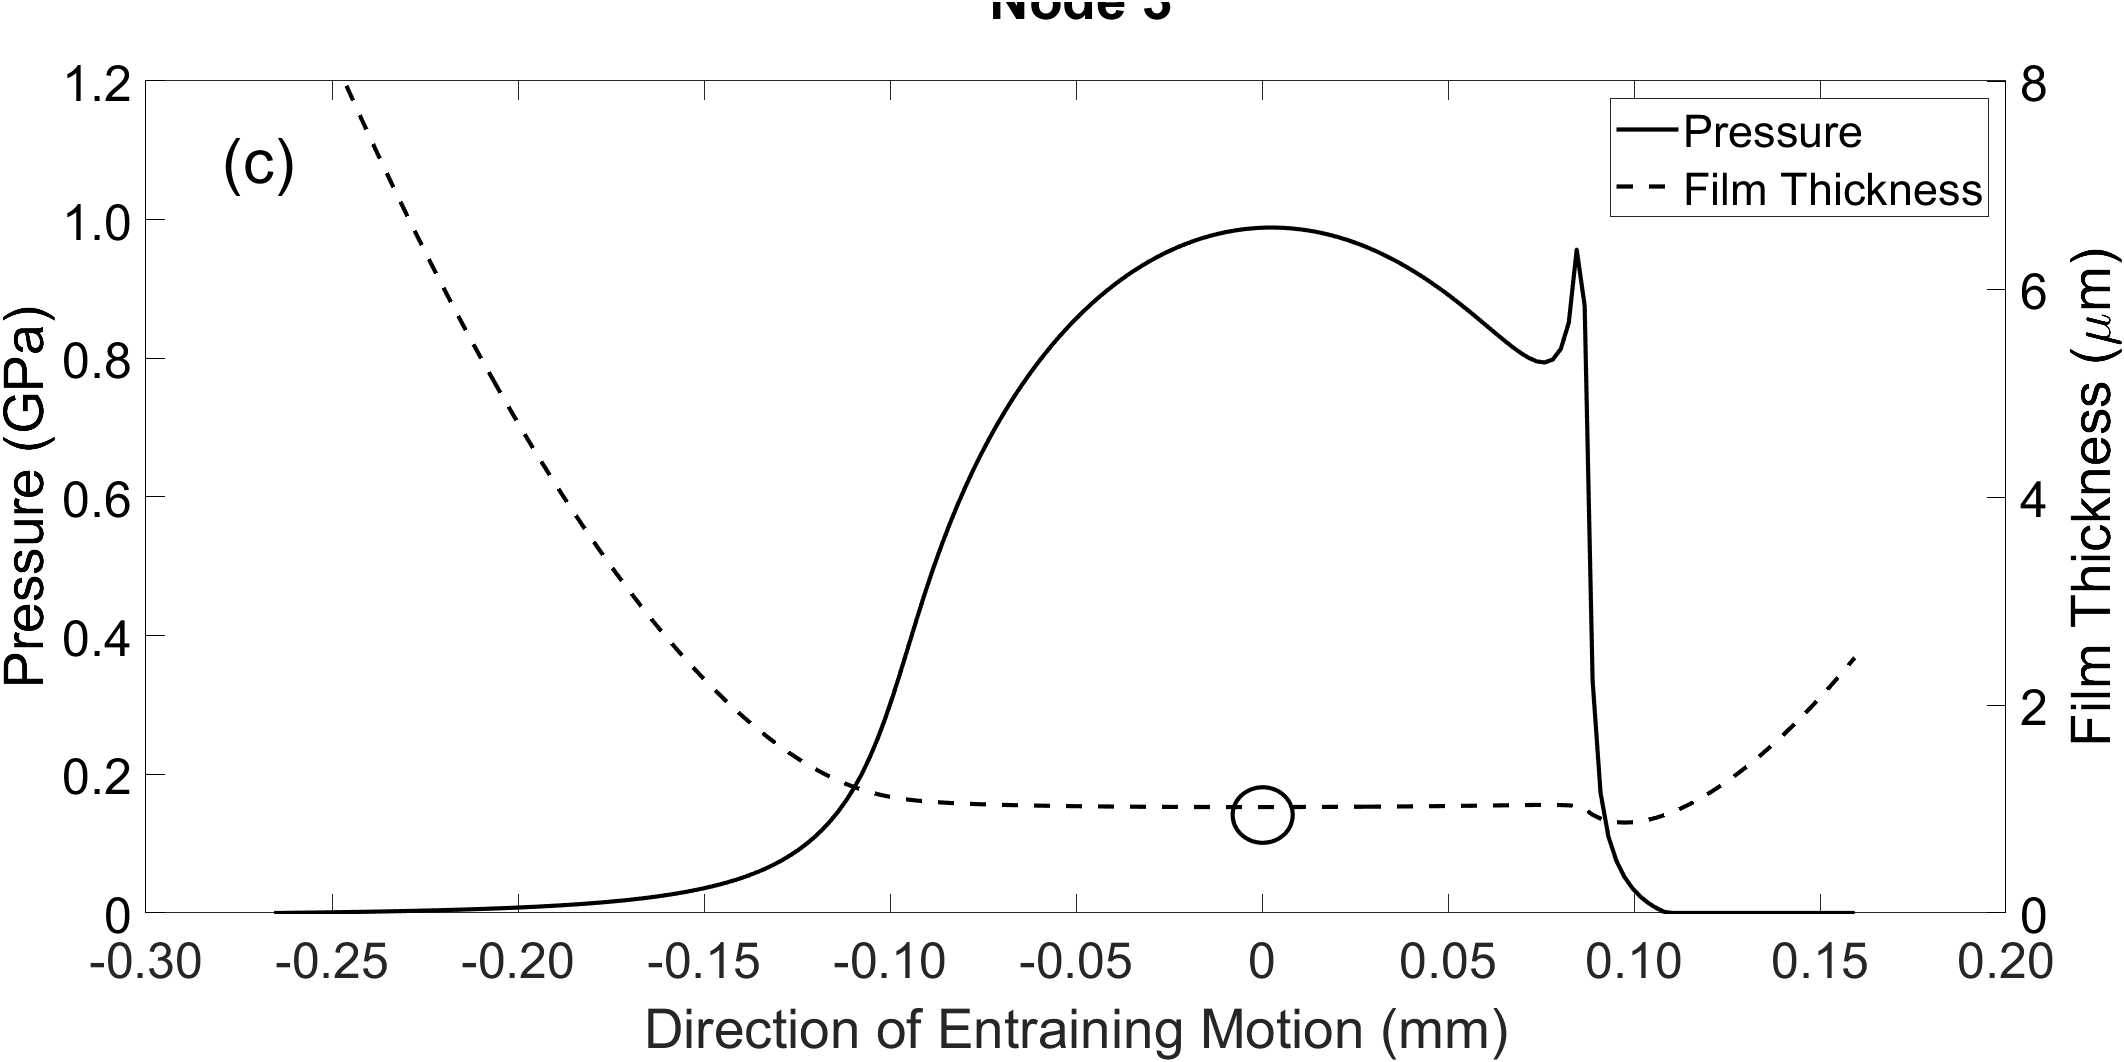 Node
1.2
1.0
0.8
0.6
0.4
0.2
0
8
6
4
2
0
(c)
Pressure
Film Thickness
Pressure (GPa)
Film Thickness (μm)
-0.30 -0.25 -0.20 -0.15 -0.10 -0.05 0 0.05 0.10 0.15 0.20
Direction of Entraining Motion (mm)